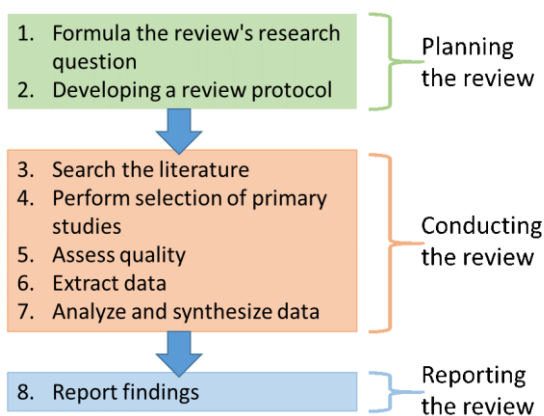 1. Formula the review's research
question
2. Developing a review protocol
Planning
the review
3. Search the literature
4. Perform selection of primary
studies
5. Assess quality
6. Extract data
7. Analyze and synthesize data
Conducting
the review
8. Report findings
Reporting
the review